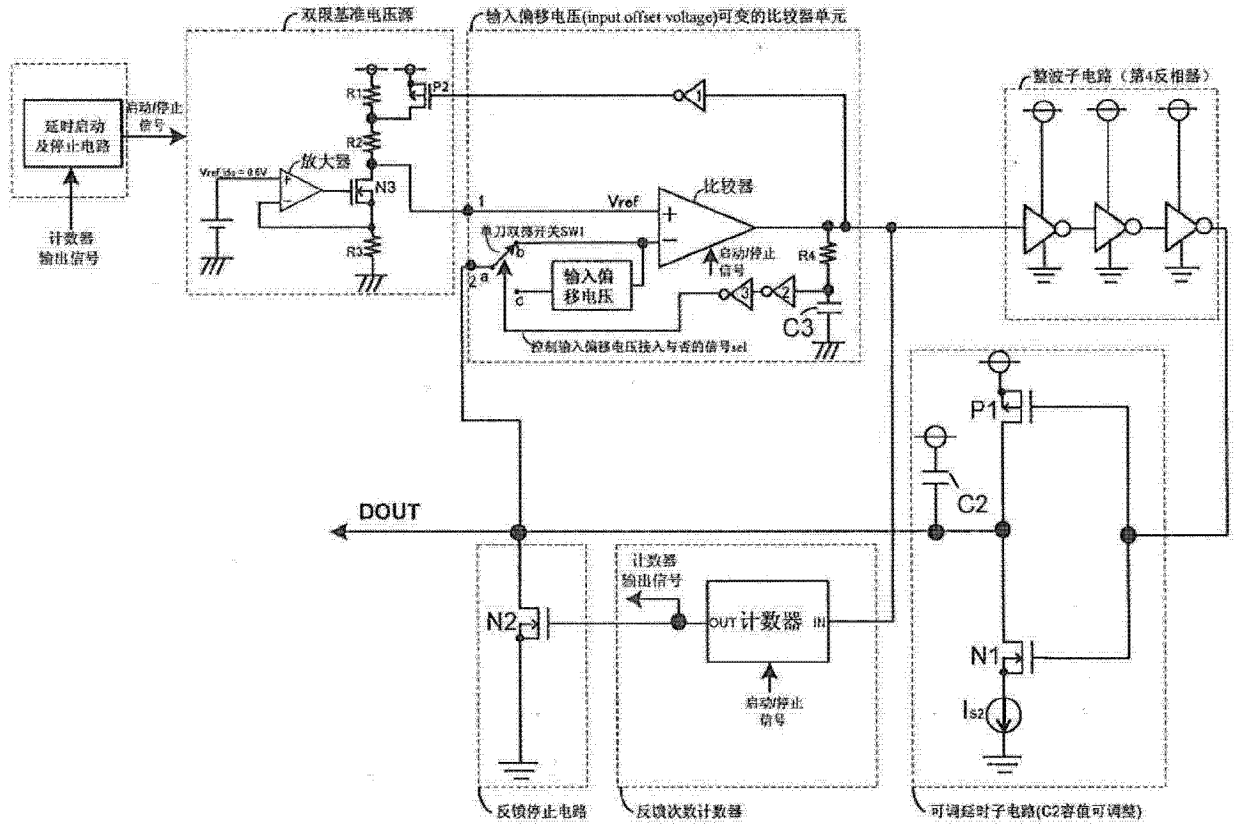 双限基准电压源
输入偏移电压(input offset voltage)可变的比较器单元
整波子电路（第4反相器）
延时启动
及停止电路
启动/停止
信号
计数器
输出信号
R1
P2
R2
放大器
N3
R3
1
1
Vref
比较器
单刀双掷开关SW1
b
2
a
c
输入偏
移电压
启动/停止
信号
R4
3
2
C3
控制输入偏移电压接入与否的信号sel
P1
C2
DOUT
计数器
输出信号
N2
OUT
计数器
IN
启动/停止
信号
N1
Is2
反馈停止电路
反馈次数计数器
可调延时子电路(C2容值可调整)